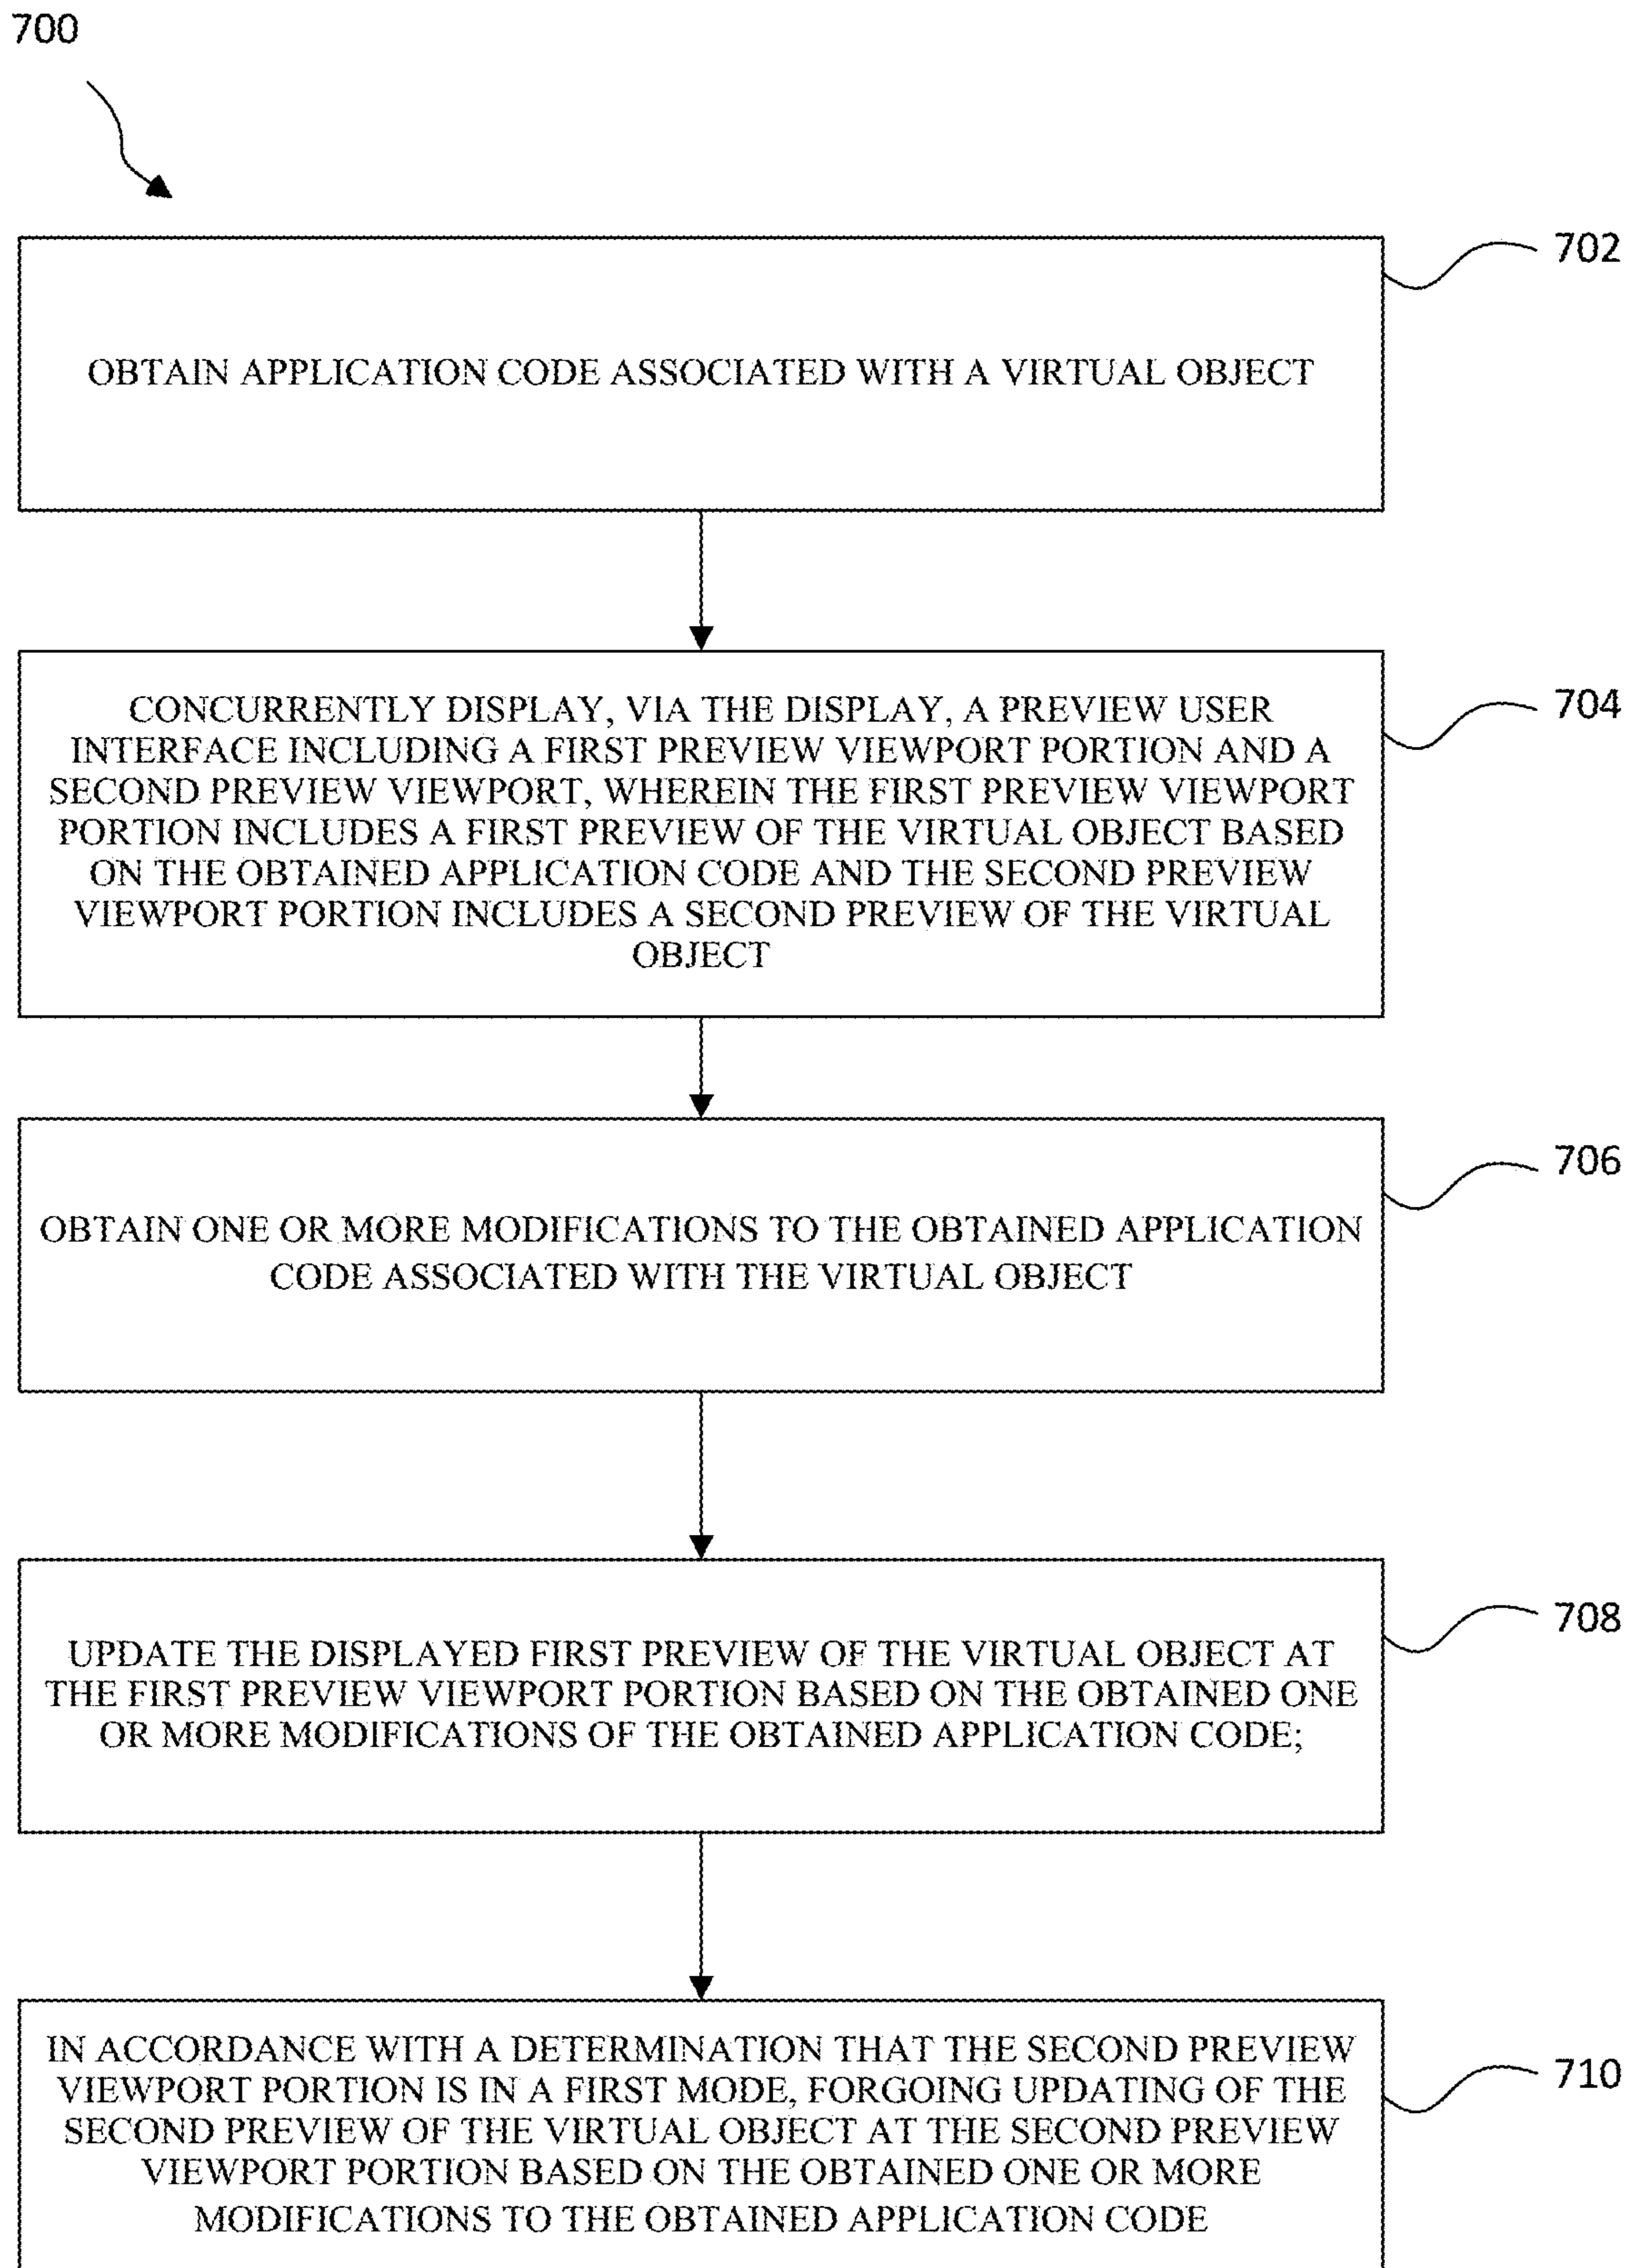 700
702
OBTAIN APPLICATION CODE ASSOCIATED WITH A VIRTUAL OBJECT
704
CONCURRENTLY DISPLAY, VIA THE DISPLAY, A PREVIEW USER
INTERFACE INCLUDING A FIRST PREVIEW VIEWPORT PORTION AND A
SECOND PREVIEW VIEWPORT, WHEREIN THE FIRST PREVIEW VIEWPORT
PORTION INCLUDES A FIRST PREVIEW OF THE VIRTUAL OBJECT BASED
ON THE OBTAINED APPLICATION CODE AND THE SECOND PREVIEW
VIEWPORT PORTION INCLUDES A SECOND PREVIEW OF THE VIRTUAL
OBJECT
706
OBTAIN ONE OR MORE MODIFICATIONS TO THE OBTAINED APPLICATION
CODE ASSOCIATED WITH THE VIRTUAL OBJECT
708
UPDATE THE DISPLAYED FIRST PREVIEW OF THE VIRTUAL OBJECT AT
THE FIRST PREVIEW VIEWPORT PORTION BASED ON THE OBTAINED ONE
OR MORE MODIFICATIONS OF THE OBTAINED APPLICATION CODE;
710
IN ACCORDANCE WITH A DETERMINATION THAT THE SECOND PREVIEW
VIEWPORT PORTION IS IN A FIRST MODE, FORGOING UPDATING OF THE
SECOND PREVIEW OF THE VIRTUAL OBJECT AT THE SECOND PREVIEW
VIEWPORT PORTION BASED ON THE OBTAINED ONE OR MORE
MODIFICATIONS TO THE OBTAINED APPLICATION CODE